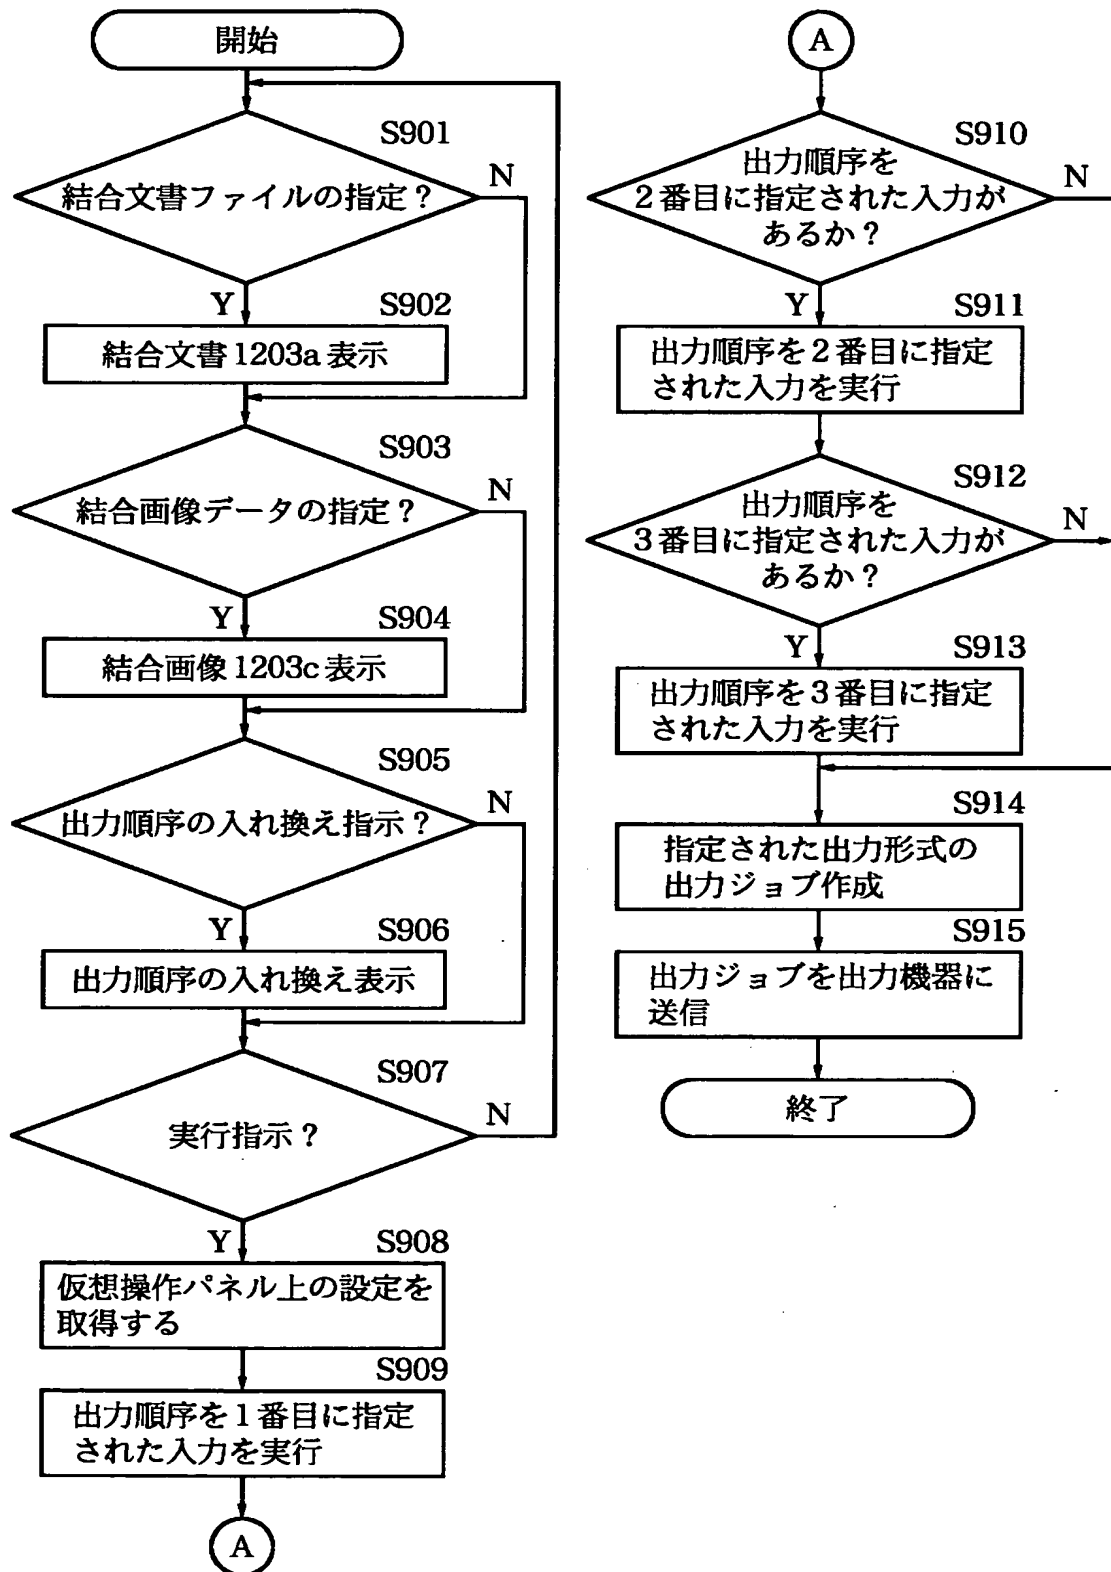 開始
S901
結合文書ファイルの指定？
N
Y
S902
結合文書1203a表示
S903
結合画像データの指定？
N
Y
S904
結合画像1203c表示
S905
出力順序の入れ換え指示？
N
Y
S906
出力順序の入れ換え表示
S907
実行指示？
N
Y
S908
仮想操作パネル上の設定を
取得する
S909
出力順序を1番目に指定
された入力を実行
A
A
S910
出力順序を
2番目に指定された入力が
あるか？
N
Y
S911
出力順序を2番目に指定
された入力を実行
S912
出力順序を
3番目に指定された入力が
あるか？
N
Y
S913
出力順序を3番目に指定
された入力を実行
S914
指定された出力形式の
出力ジョブ作成
S915
出力ジョブを出力機器に
送信
終了